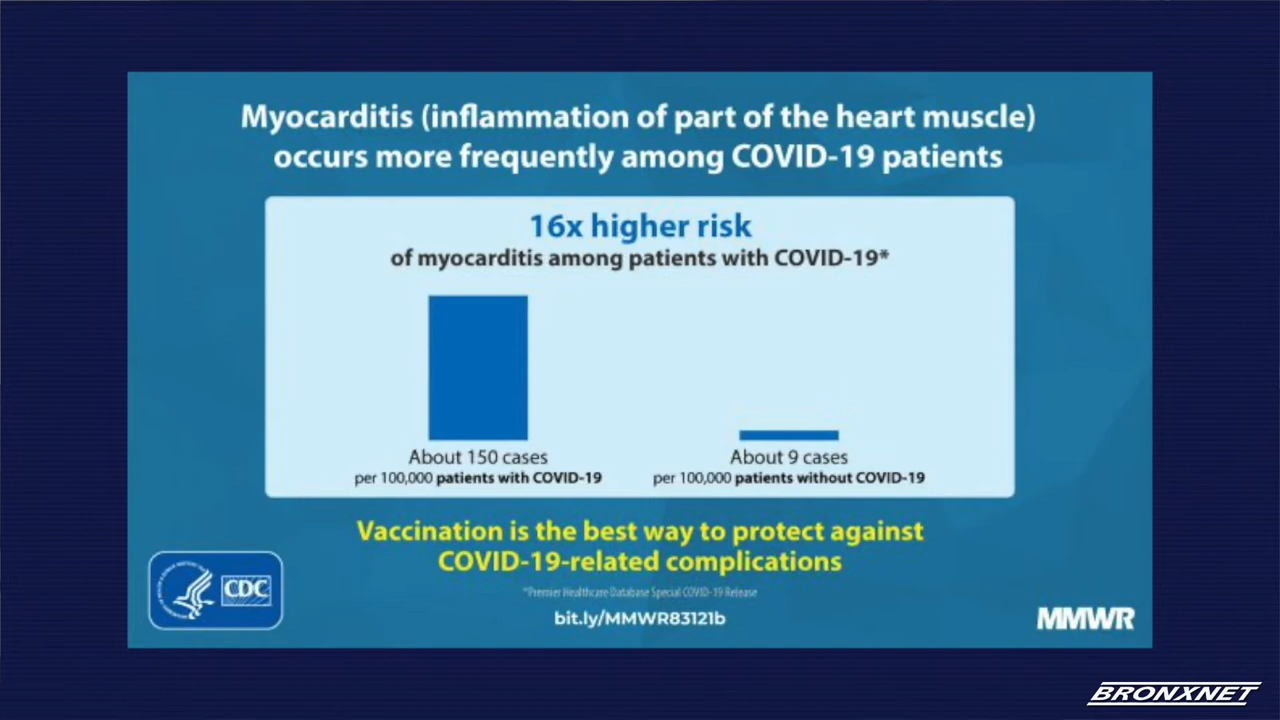 Myocarditis (inflammation of part of the heart muscle)
occurs more frequently among COVID-19 patients
16x higher risk
of myocarditis among patients with COVID-19*
About 150 cases
per 100,000 patients with COVID-19
About 9 cases
per 100,000 patients without COVID-19
Vaccination is the best way to protect against
COVID-19-related complications
*Premier Healthcare Database Special COVID-19 Release
bit.ly/MMWR83121b
CDC
MMWR
BRONXNET